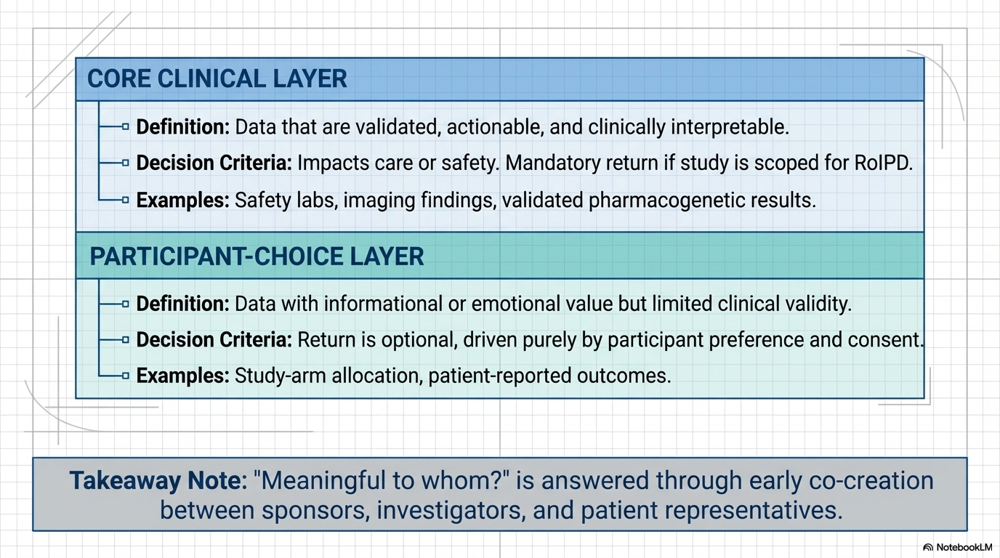 CORE CLINICAL LAYER
Definition: Data that are validated, actionable, and clinically interpretable.
Decision Criteria: Impacts care or safety. Mandatory return if study is scoped for RoIPD.
Examples: Safety labs, imaging findings, validated pharmacogenetic results.
PARTICIPANT-CHOICE LAYER
Definition: Data with informational or emotional value but limited clinical validity.
Decision Criteria: Return is optional, driven purely by participant preference and consent.
Examples: Study-arm allocation, patient-reported outcomes.
Takeaway Note: "Meaningful to whom?" is answered through early co-creation
between sponsors, investigators, and patient representatives.
NotebookLM